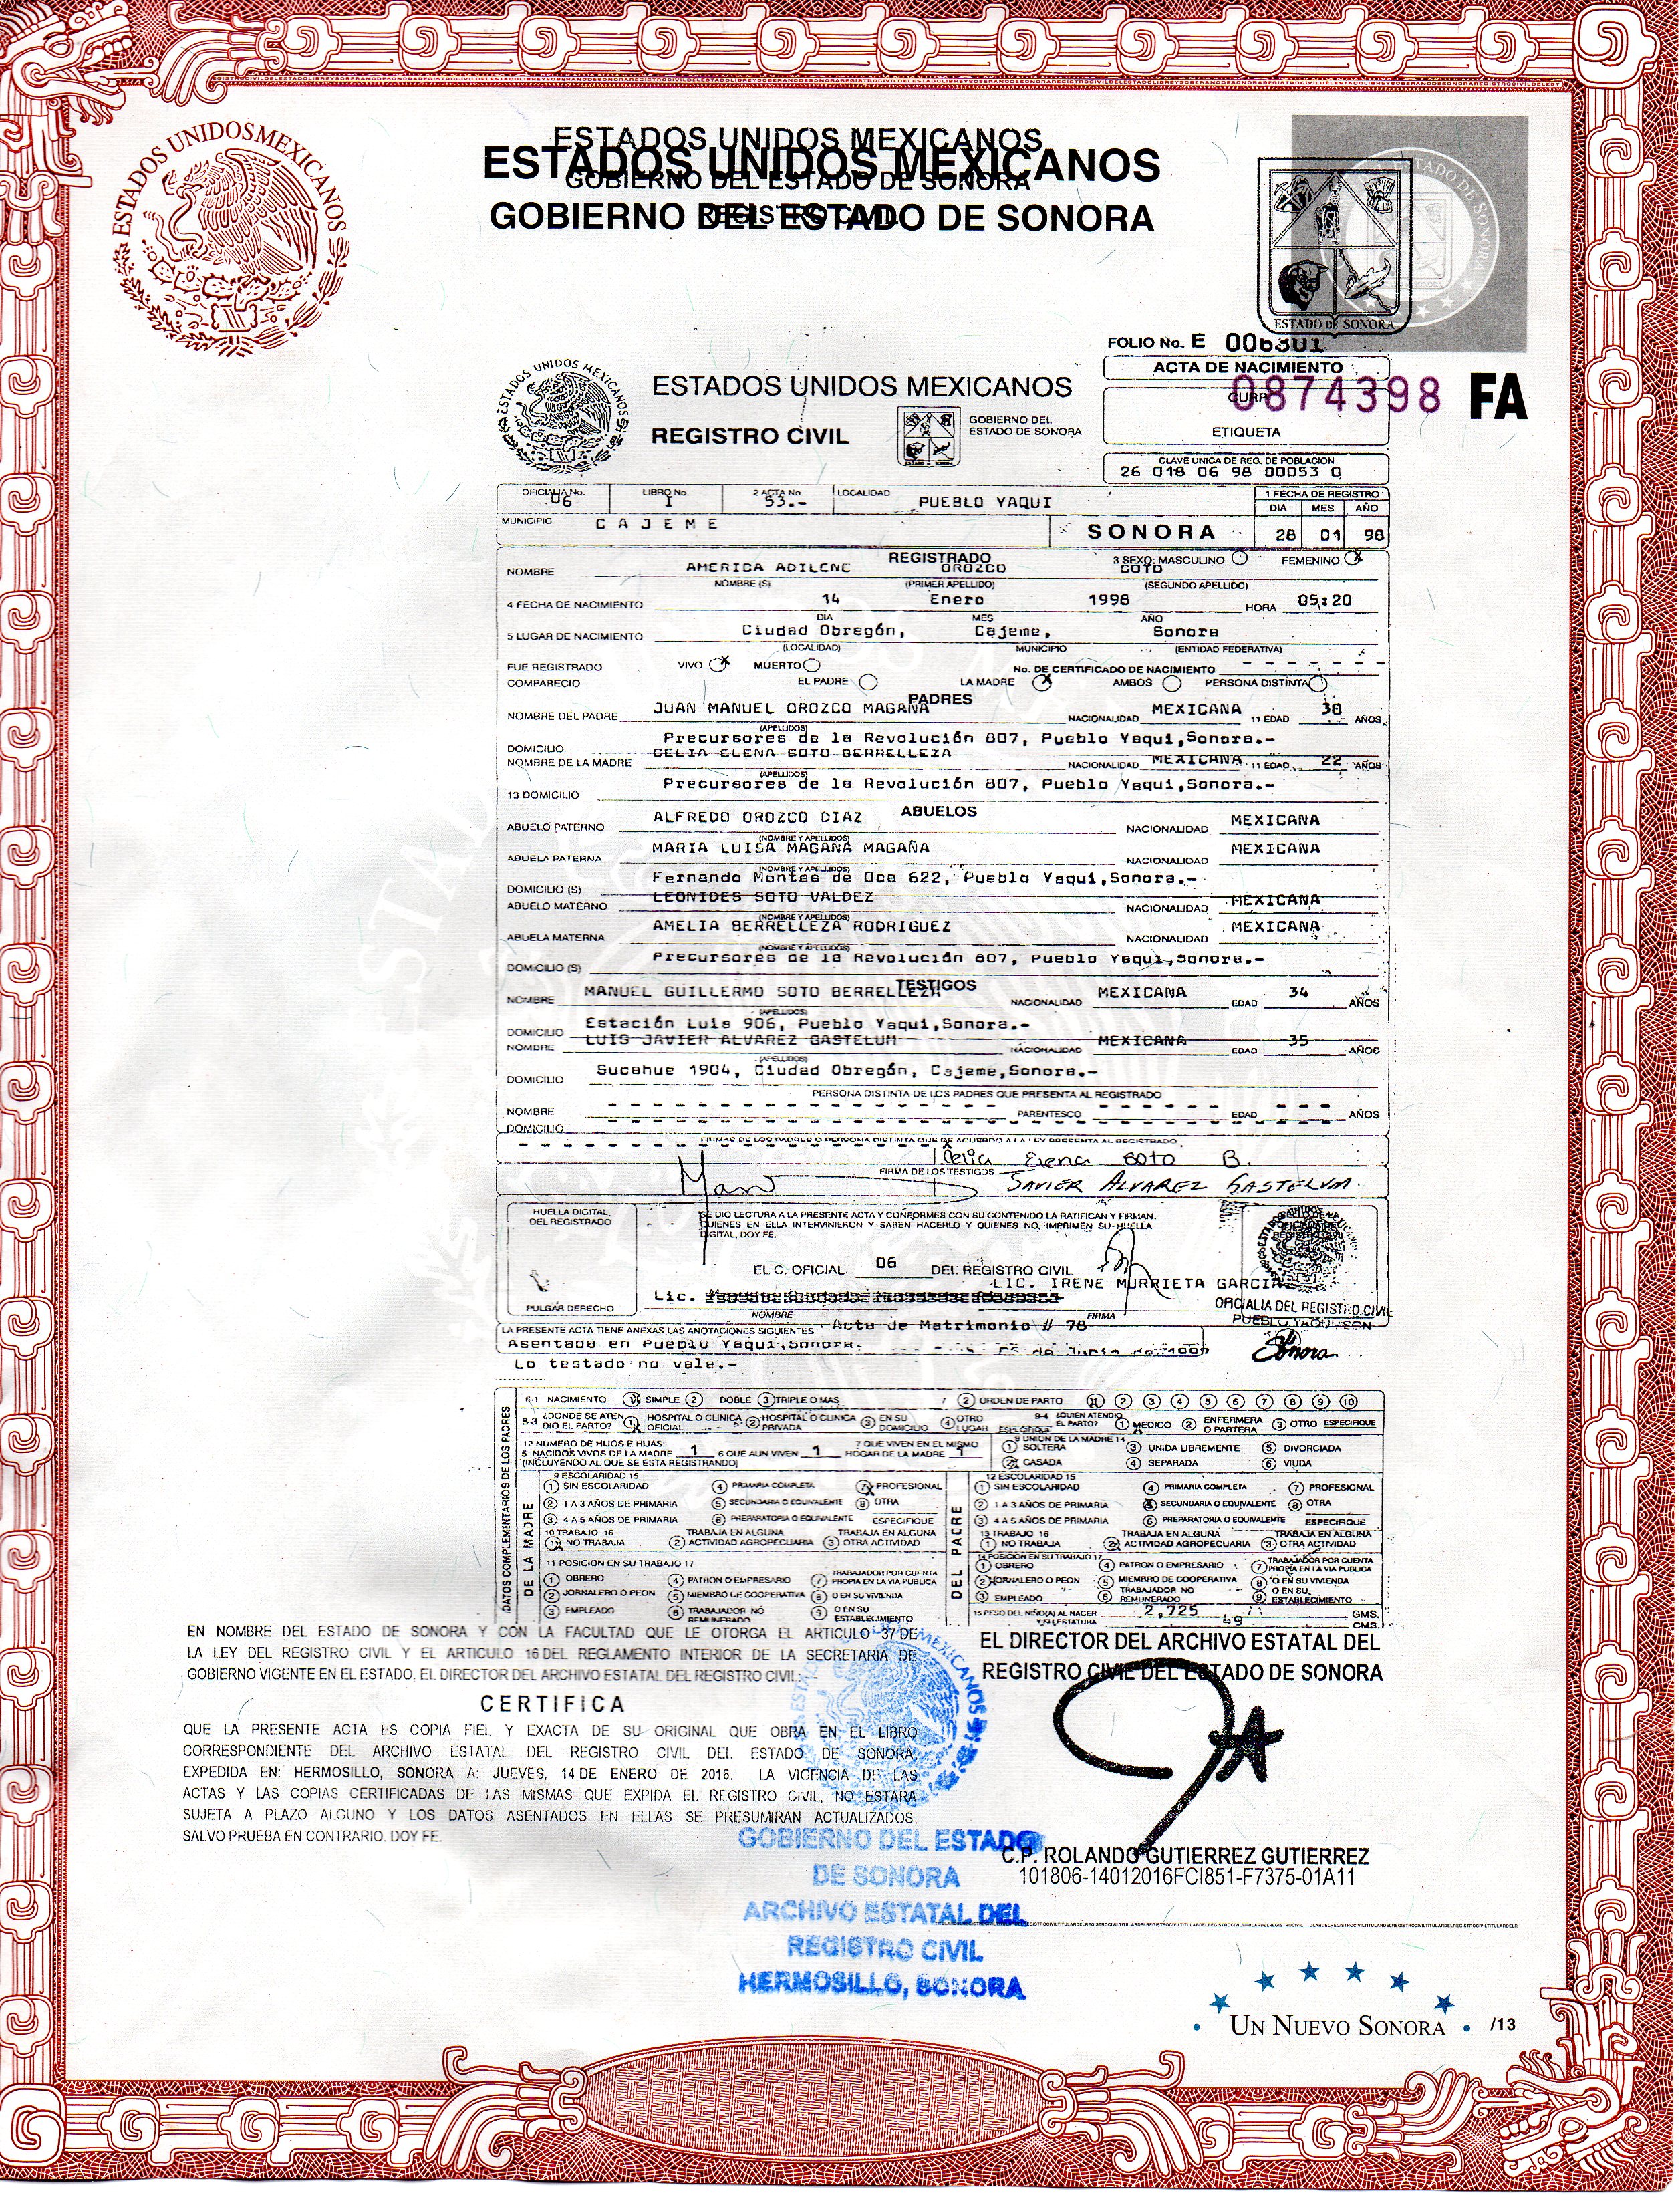 ESTADOS UNIDOS MEXICANOS
ESTADOS UNIDOS MEXICANOS
ESTADOS UNIDOS MEXICANOS
GOBIERNO DEL ESTADO DE SONORA
REGISTRO CIVIL
GOBIERNO DEL ESTADO DE SONORA
ESTADO DE SONORA
FOLIO No. E 006301
ACTA DE NACIMIENTO
CURP
0874398 FA
ETIQUETA
ESTADOS UNIDOS MEXICANOS
ESTADOS UNIDOS MEXICANOS
REGISTRO CIVIL
GOBIERNO DEL
ESTADO DE SONORA
CLAVE UNICA DE REG. DE POBLACION
26 018 06 98 00053 0
OFICIALIA No. 06 LIBRO No. I 2 ACTA No. 53.- LOCALIDAD PUEBLO YAQUI 1 FECHA DE REGISTRO
DIA MES AÑO
MUNICIPIO CAJEME SONORA 28 01 98
REGISTRADO 3 SEXO: MASCULINO FEMENINO X
NOMBRE AMERICA ADILENE OROZCO SOTO
NOMBRE (S) (PRIMER APELLIDO) (SEGUNDO APELLIDO)
4 FECHA DE NACIMIENTO 14 Enero 1998 HORA 05:20
DIA MES AÑO
5 LUGAR DE NACIMIENTO Ciudad Obregón, Cajeme, Sonora
(LOCALIDAD) MUNICIPIO (ENTIDAD FEDERATIVA)
FUE REGISTRADO VIVO X MUERTO No. DE CERTIFICADO DE NACIMIENTO
COMPARECIO EL PADRE LA MADRE X AMBOS PERSONA DISTINTA
PADRES
NOMBRE DEL PADRE JUAN MANUEL OROZCO MAGAÑA NACIONALIDAD MEXICANA 11 EDAD 30 AÑOS
(APELLIDOS)
DOMICILIO Precursores de la Revolución 807, Pueblo Yaqui,Sonora.-
NOMBRE DE LA MADRE CELIA ELENA SOTO BERRELLEZA NACIONALIDAD MEXICANA 11 EDAD 22 AÑOS
(APELLIDOS)
13 DOMICILIO Precursores de la Revolución 807, Pueblo Yaqui,Sonora.-
ABUELOS
ABUELO PATERNO ALFREDO OROZCO DIAZ NACIONALIDAD MEXICANA
(NOMBRE Y APELLIDOS)
ABUELA PATERNA MARIA LUISA MAGAÑA MAGAÑA NACIONALIDAD MEXICANA
(NOMBRE Y APELLIDOS)
DOMICILIO (S) Fernando Montes de Oca 622, Pueblo Yaqui,Sonora.-
ABUELO MATERNO LEONIDES SOTO VALDEZ NACIONALIDAD MEXICANA
(NOMBRE Y APELLIDOS)
ABUELA MATERNA AMELIA BERRELLEZA RODRIGUEZ NACIONALIDAD MEXICANA
(NOMBRE Y APELLIDOS)
DOMICILIO (S) Precursores de la Revolución 807, Pueblo Yaqui,Sonora.-
TESTIGOS
NOMBRE MANUEL GUILLERMO SOTO BERRELLEZA NACIONALIDAD MEXICANA EDAD 34 AÑOS
(APELLIDOS)
DOMICILIO Estación Luis 906, Pueblo Yaqui,Sonora.-
NOMBRE LUIS JAVIER ALVAREZ GASTELUM NACIONALIDAD MEXICANA EDAD 35 AÑOS
(APELLIDOS)
DOMICILIO Sucahue 1904, Ciudad Obregón, Cajeme,Sonora.-
PERSONA DISTINTA DE LOS PADRES QUE PRESENTA AL REGISTRADO
NOMBRE PARENTESCO EDAD AÑOS
DOMICILIO
FIRMAS DE LOS PADRES O PERSONA DISTINTA QUE DE ACUERDO A LA LEY PRESENTA AL REGISTRADO
Celia Elena Soto B.
FIRMA DE LOS TESTIGOS
JAVIER ALVAREZ GASTELUM.
HUELLA DIGITAL
DEL REGISTRADO
SE DIO LECTURA A LA PRESENTE ACTA Y CONFORMES CON SU CONTENIDO LA RATIFICAN Y FIRMAN.
QUIENES EN ELLA INTERVINIERON Y SABEN HACERLO Y QUIENES NO, IMPRIMEN SU HUELLA
DIGITAL, DOY FE.
EL C. OFICIAL 06 DEL REGISTRO CIVIL
LIC. IRENE MURRIETA GARCIA
Lic.
PULGAR DERECHO NOMBRE FIRMA
OFICIALIA DEL REGISTRO CIVIL
PUEBLO YAQUI, SON
LA PRESENTE ACTA TIENE ANEXAS LAS ANOTACIONES SIGUIENTES Acta de Matrimonio # 78
Asentada en Pueblo Yaqui,Sonora.
Lo testado no vale.-
Sonora
DATOS COMPLEMENTARIOS DE LOS PADRES
6-1 NACIMIENTO 1 SIMPLE 2 DOBLE 3 TRIPLE O MAS 7 2 ORDEN DE PARTO 1 2 3 4 5 6 7 8 9 10
8-3 ¿DONDE SE ATENDIO EL PARTO? 1 HOSPITAL O CLINICA OFICIAL 2 HOSPITAL O CLINICA PRIVADA 3 EN SU DOMICILIO 4 OTRO LUGAR ESPECIFIQUE 9-4 ¿QUIEN ATENDIO EL PARTO? 1 MEDICO 2 ENFERMERA O PARTERA 3 OTRO ESPECIFIQUE
12 NUMERO DE HIJOS E HIJAS:
5 NACIDOS VIVOS DE LA MADRE 1 6 QUE AUN VIVEN 1 7 QUE VIVEN EN EL MISMO HOGAR DE LA MADRE 1
(INCLUYENDO AL QUE SE ESTA REGISTRANDO)
8 UNION DE LA MADRE 14
1 SOLTERA 3 UNIDA LIBREMENTE 5 DIVORCIADA
2 CASADA 4 SEPARADA 6 VIUDA
DE LA MADRE
9 ESCOLARIDAD 15
1 SIN ESCOLARIDAD 4 PRIMARIA COMPLETA 7 PROFESIONAL
2 1 A 3 AÑOS DE PRIMARIA 5 SECUNDARIA O EQUIVALENTE 8 OTRA
3 4 A 5 AÑOS DE PRIMARIA 6 PREPARATORIA O EQUIVALENTE ESPECIFIQUE
10 TRABAJO 16
1 NO TRABAJA 2 TRABAJA EN ALGUNA ACTIVIDAD AGROPECUARIA 3 TRABAJA EN ALGUNA OTRA ACTIVIDAD
11 POSICION EN SU TRABAJO 17
1 OBRERO 4 PATRON O EMPRESARIO 7 TRABAJADOR POR CUENTA PROPIA EN LA VIA PUBLICA
2 JORNALERO O PEON 5 MIEMBRO DE COOPERATIVA 8 O EN SU VIVIENDA
3 EMPLEADO 6 TRABAJADOR NO REMUNERADO 9 O EN SU ESTABLECIMIENTO
DEL PADRE
12 ESCOLARIDAD 15
1 SIN ESCOLARIDAD 4 PRIMARIA COMPLETA 7 PROFESIONAL
2 1 A 3 AÑOS DE PRIMARIA SECUNDARIA O EQUIVALENTE 8 OTRA
3 4 A 5 AÑOS DE PRIMARIA 6 PREPARATORIA O EQUIVALENTE ESPECIFIQUE
13 TRABAJO 16
1 NO TRABAJA 2 TRABAJA EN ALGUNA ACTIVIDAD AGROPECUARIA 3 TRABAJA EN ALGUNA OTRA ACTIVIDAD
14 POSICION EN SU TRABAJO 17
1 OBRERO 4 PATRON O EMPRESARIO 7 TRABAJADOR POR CUENTA PROPIA EN LA VIA PUBLICA
2 JORNALERO O PEON 5 MIEMBRO DE COOPERATIVA 8 O EN SU VIVIENDA
3 EMPLEADO 6 TRABAJADOR NO REMUNERADO 9 O EN SU ESTABLECIMIENTO
15 PESO DEL NIÑO(A) AL NACER 2,725 GMS.
Y SU ESTATURA 49 CMS.
EN NOMBRE DEL ESTADO DE SONORA Y CON LA FACULTAD QUE LE OTORGA EL ARTICULO 37 DE
LA LEY DEL REGISTRO CIVIL Y EL ARTICULO 16 DEL REGLAMENTO INTERIOR DE LA SECRETARIA DE
GOBIERNO VIGENTE EN EL ESTADO, EL DIRECTOR DEL ARCHIVO ESTATAL DEL REGISTRO CIVIL
CERTIFICA
QUE LA PRESENTE ACTA ES COPIA FIEL Y EXACTA DE SU ORIGINAL QUE OBRA EN EL LIBRO
CORRESPONDIENTE DEL ARCHIVO ESTATAL DEL REGISTRO CIVIL DEL ESTADO DE SONORA,
EXPEDIDA EN: HERMOSILLO, SONORA A: JUEVES, 14 DE ENERO DE 2016. LA VIGENCIA DE LAS
ACTAS Y LAS COPIAS CERTIFICADAS DE LAS MISMAS QUE EXPIDA EL REGISTRO CIVIL, NO ESTARA
SUJETA A PLAZO ALGUNO Y LOS DATOS ASENTADOS EN ELLAS SE PRESUMIRAN ACTUALIZADOS,
SALVO PRUEBA EN CONTRARIO. DOY FE.
EL DIRECTOR DEL ARCHIVO ESTATAL DEL
REGISTRO CIVIL DEL ESTADO DE SONORA
C.P. ROLANDO GUTIERREZ GUTIERREZ
101806-14012016FCI851-F7375-01A11
GOBIERNO DEL ESTADO
DE SONORA
ARCHIVO ESTATAL DEL
REGISTRO CIVIL
HERMOSILLO, SONORA
UN NUEVO SONORA
/13